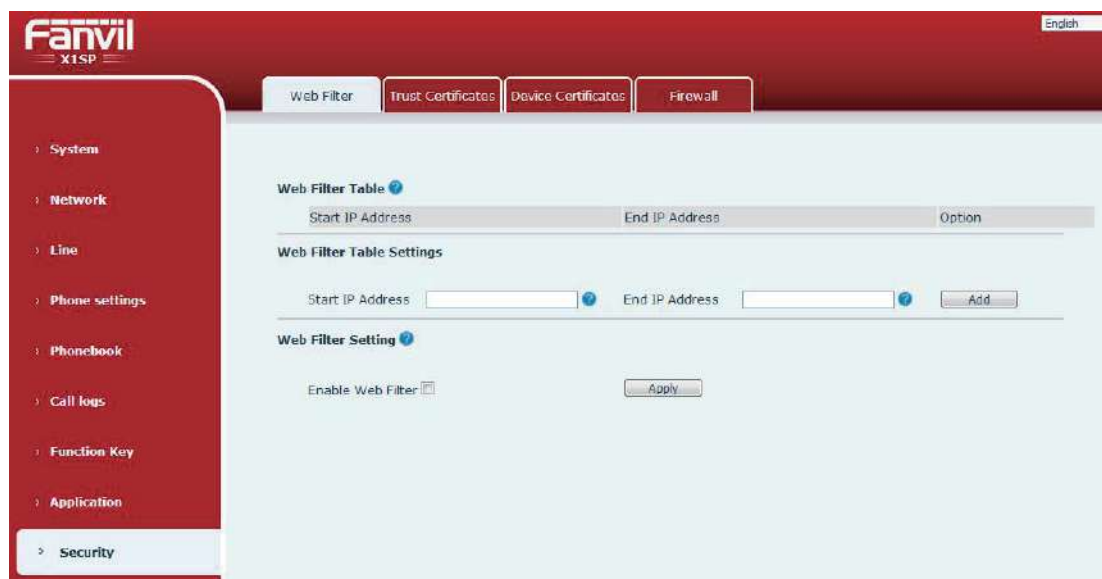 Fanvil
X1SP
English
Web Filter
Trust Certificates
Device Certificates
Firewall
System
Network
Line
Phone settings
Phonebook
Call logs
Function Key
Application
Security
Web Filter Table
Start IP Address End IP Address Option
Web Filter Table Settings
Start IP Address End IP Address Add
Web Filter Setting
Enable Web Filter Apply